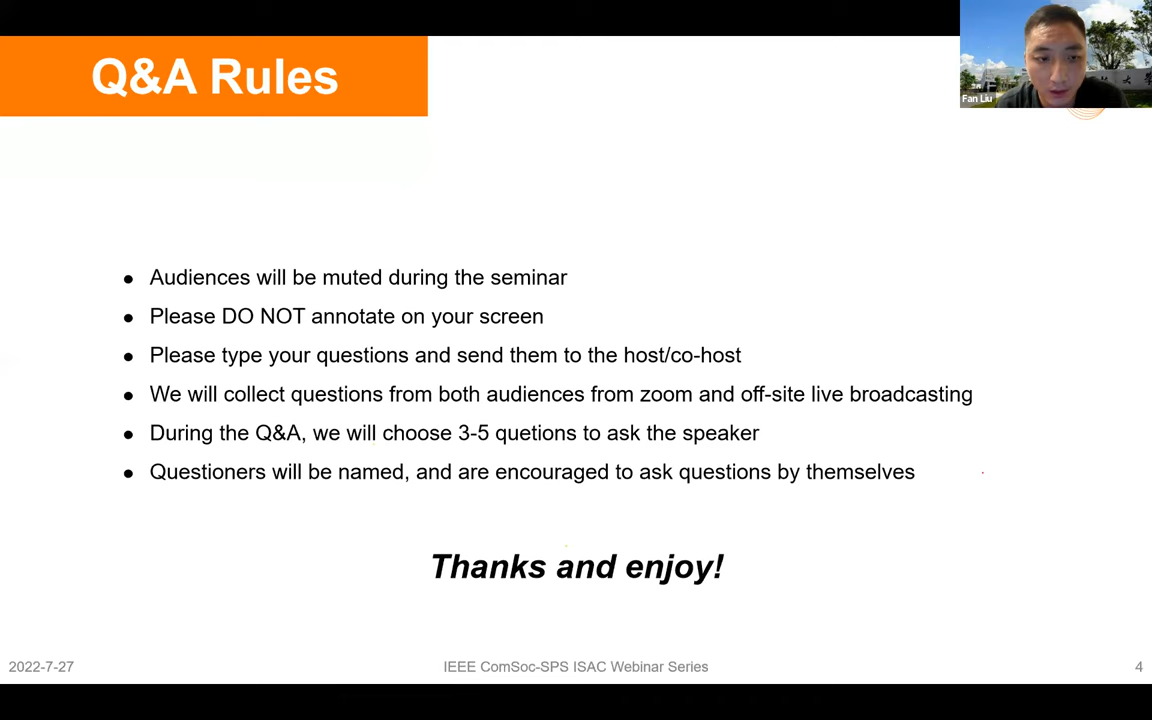 Q&A Rules
Fan Liu
● Audiences will be muted during the seminar
● Please DO NOT annotate on your screen
● Please type your questions and send them to the host/co-host
● We will collect questions from both audiences from zoom and off-site live broadcasting
● During the Q&A, we will choose 3-5 quetions to ask the speaker
● Questioners will be named, and are encouraged to ask questions by themselves
Thanks and enjoy!
2022-7-27
IEEE ComSoc-SPS ISAC Webinar Series
4